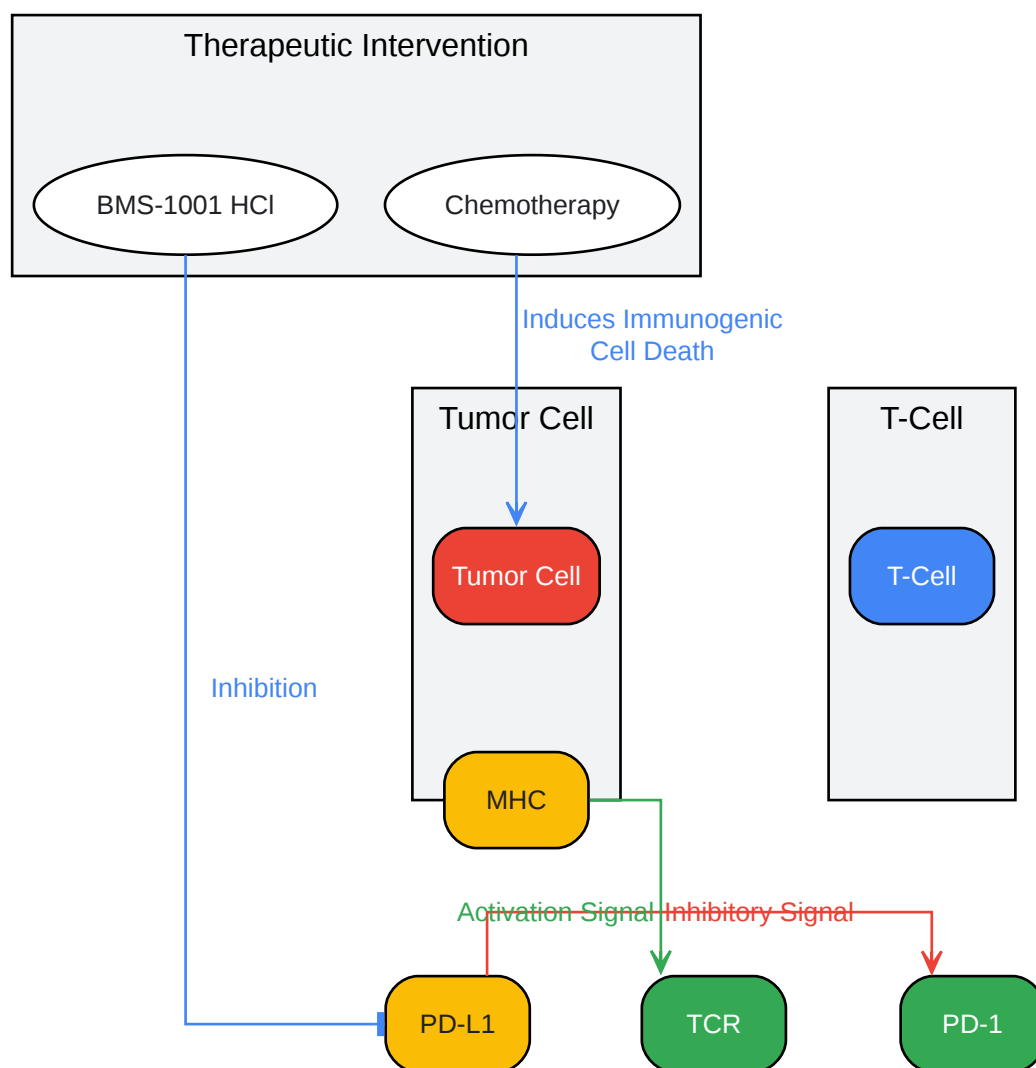 Therapeutic Intervention
BMS-1001 HCl
Chemotherapy
Induces Immunogenic
Cell Death
Tumor Cell
T-Cell
Tumor Cell
T-Cell
Inhibition
MHC
Activation Signal
Inhibitory Signal
PD-L1
TCR
PD-1